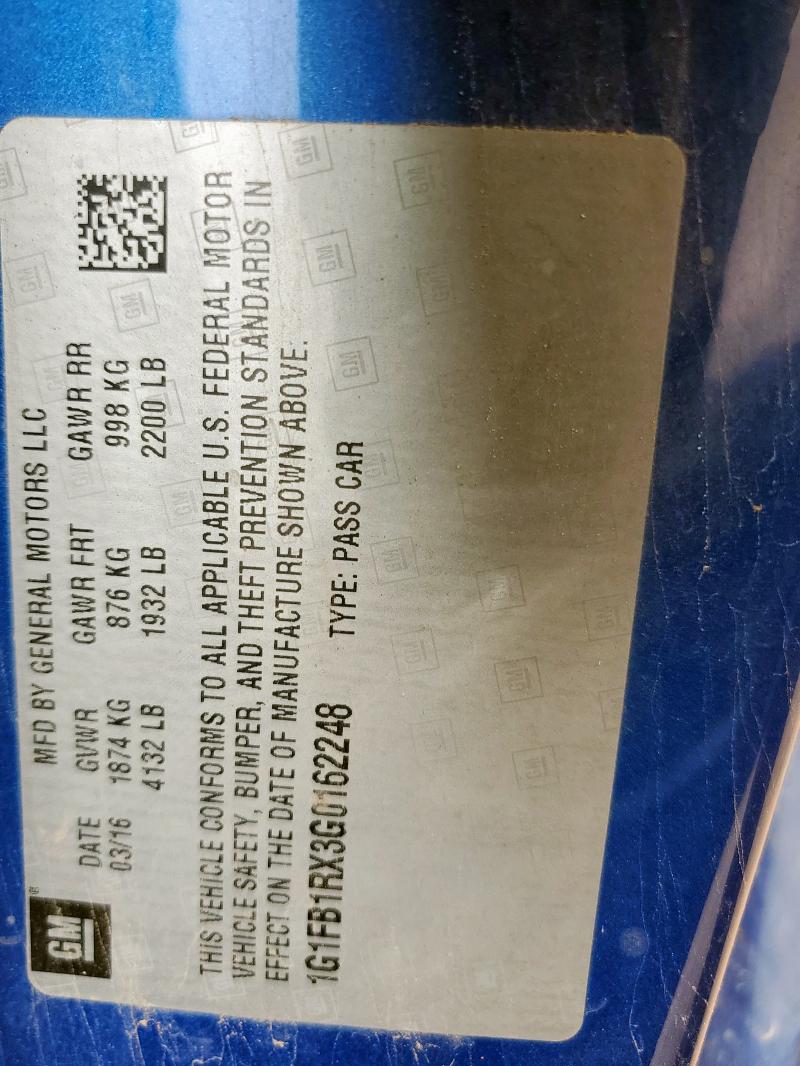 GM®
MFD BY GENERAL MOTORS LLC
DATE GVWR GAWR FRT GAWR RR
03/16 1874 KG 876 KG 998 KG
4132 LB 1932 LB 2200 LB
THIS VEHICLE CONFORMS TO ALL APPLICABLE U.S. FEDERAL MOTOR
VEHICLE SAFETY, BUMPER, AND THEFT PREVENTION STANDARDS IN
EFFECT ON THE DATE OF MANUFACTURE SHOWN ABOVE.
1G1FB1RX3G0162248 TYPE: PASS CAR